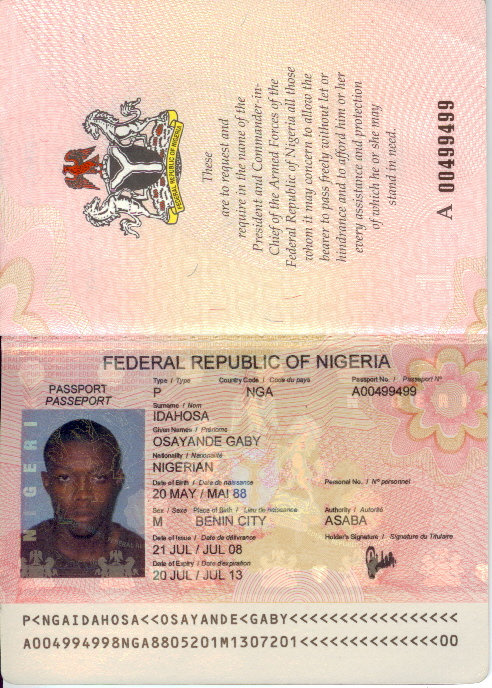 FEDERAL REPUBLIC OF NIGERIA
These
are to request and
require in the name of the
President and Commander-in-
Chief of the Armed Forces of the
Federal Republic of Nigeria all those
whom it may concern to allow the
bearer to pass freely without let or
hindrance and to afford him or her
every assistance and protection
of which he or she may
stand in need.
A 00499499
FEDERAL REPUBLIC OF NIGERIA
PASSPORT
PASSEPORT
Type / Type Country Code / Code du pays Passport No. / Passeport N°
P NGA A00499499
Surname / Nom
IDAHOSA
Given Names / Prénoms
OSAYANDE GABY
Nationality / Nationalité
NIGERIAN
Date of Birth / Date de naissance Personal No. / N° personnel
20 MAY / MAI 88
Sex / Sexe Place of Birth / Lieu de naissance Authority / Autorité
M BENIN CITY ASABA
Date of Issue / Date de délivrance Holder's Signature / Signature du Titulaire
21 JUL / JUL 08
Date of Expiry / Date d'expiration
20 JUL / JUL 13
NIGERI
P<NGAIDAHOSA<<OSAYANDE<GABY<<<<<<<<<<<<<<<<<
A004994998NGA8805201M1307201<<<<<<<<<<<<<<00